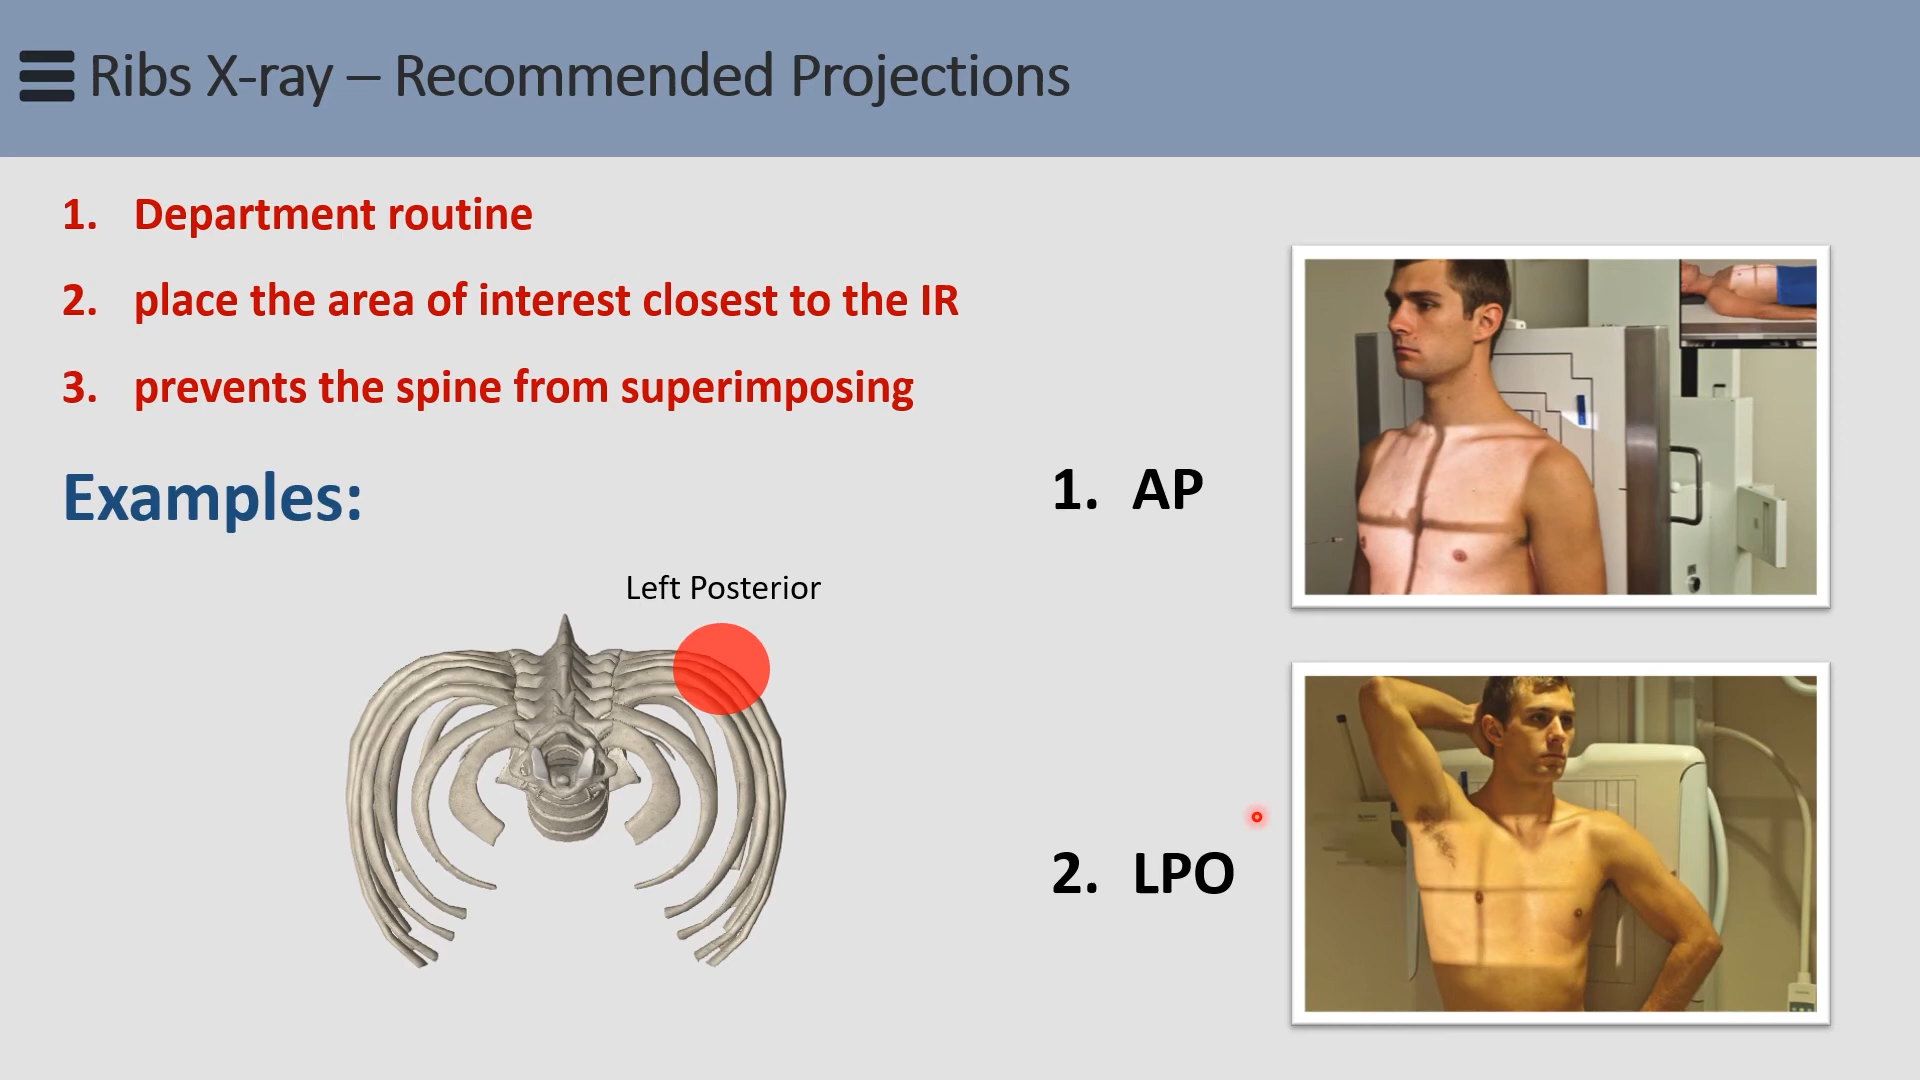 Ribs X-ray – Recommended Projections
1. Department routine
2. place the area of interest closest to the IR
3. prevents the spine from superimposing
Examples:
Left Posterior
1. AP
2. LPO